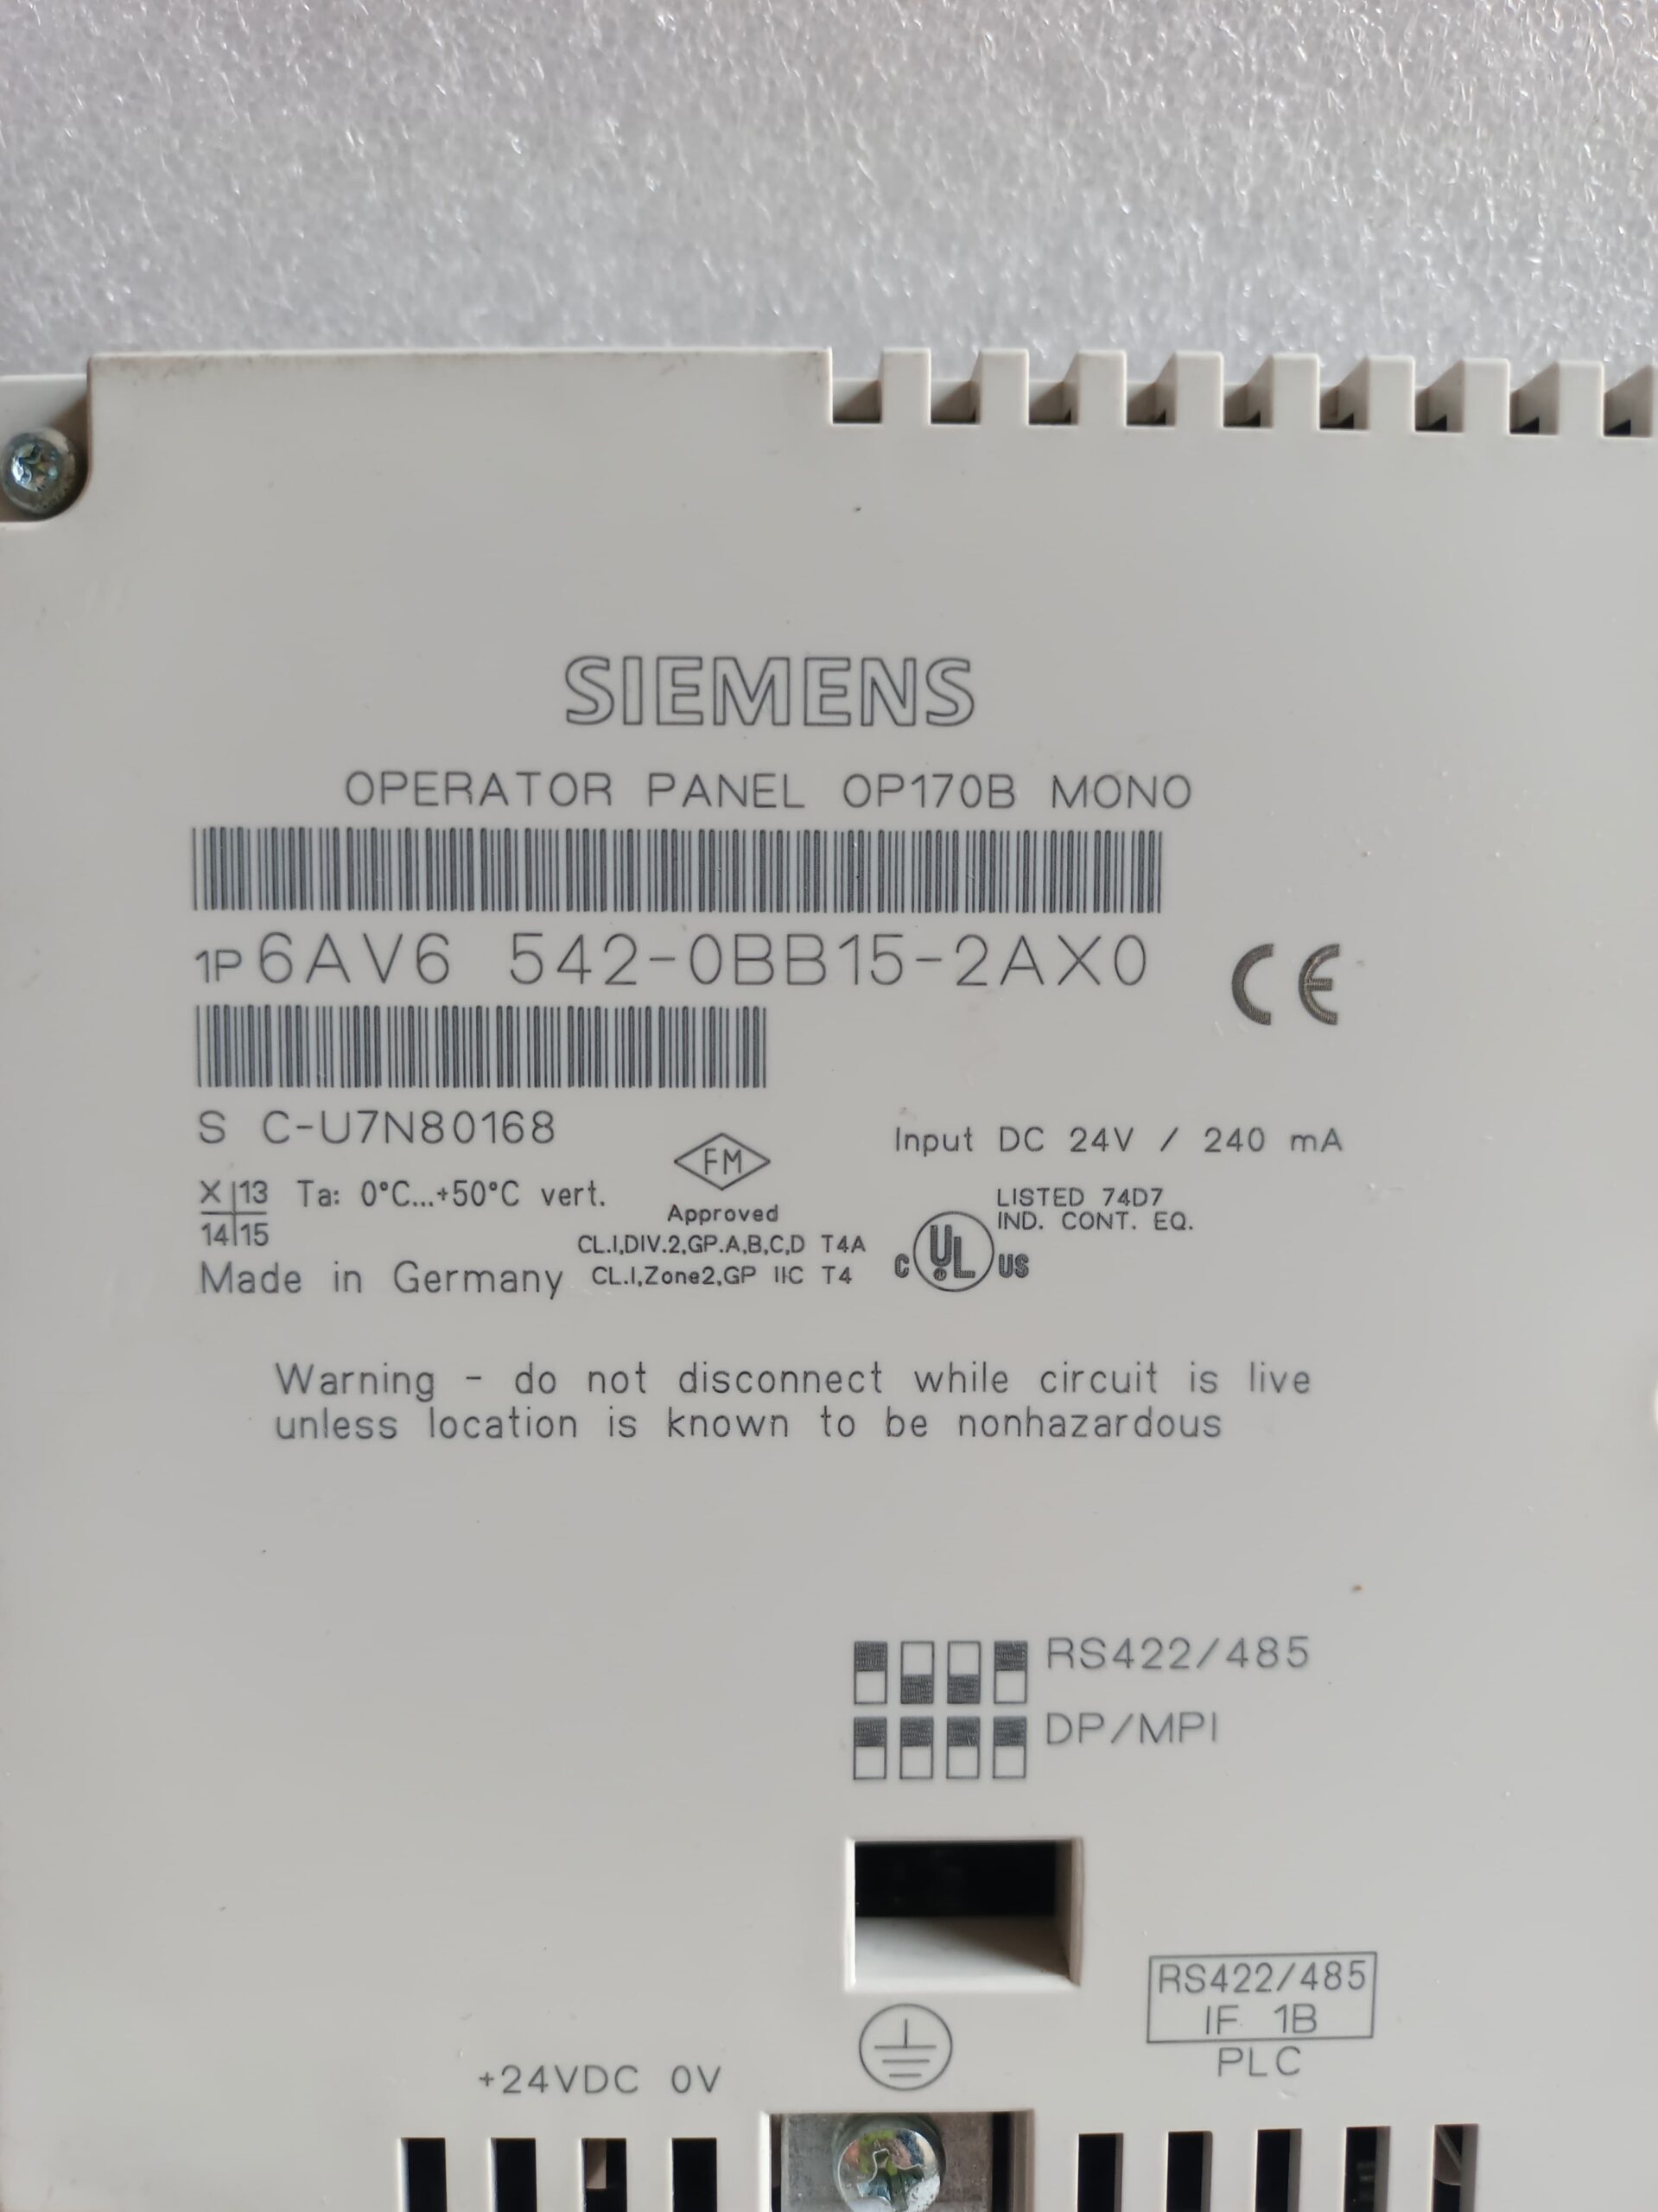 SIEMENS
OPERATOR PANEL OP170B MONO
1P 6AV6 542-0BB15-2AX0
CE
S C-U7N80168
Input DC 24V / 240 mA
FM
X 13
14 15
Ta: 0°C...+50°C vert.
Approved
CL.I,DIV.2,GP.A,B,C,D T4A
CL.I,Zone2,GP IIC T4
Made in Germany
LISTED 74D7
IND. CONT. EQ.
C UL US
Warning - do not disconnect while circuit is live
unless location is known to be nonhazardous
RS422/485
DP/MPI
RS422/485
IF 1B
PLC
+24VDC 0V